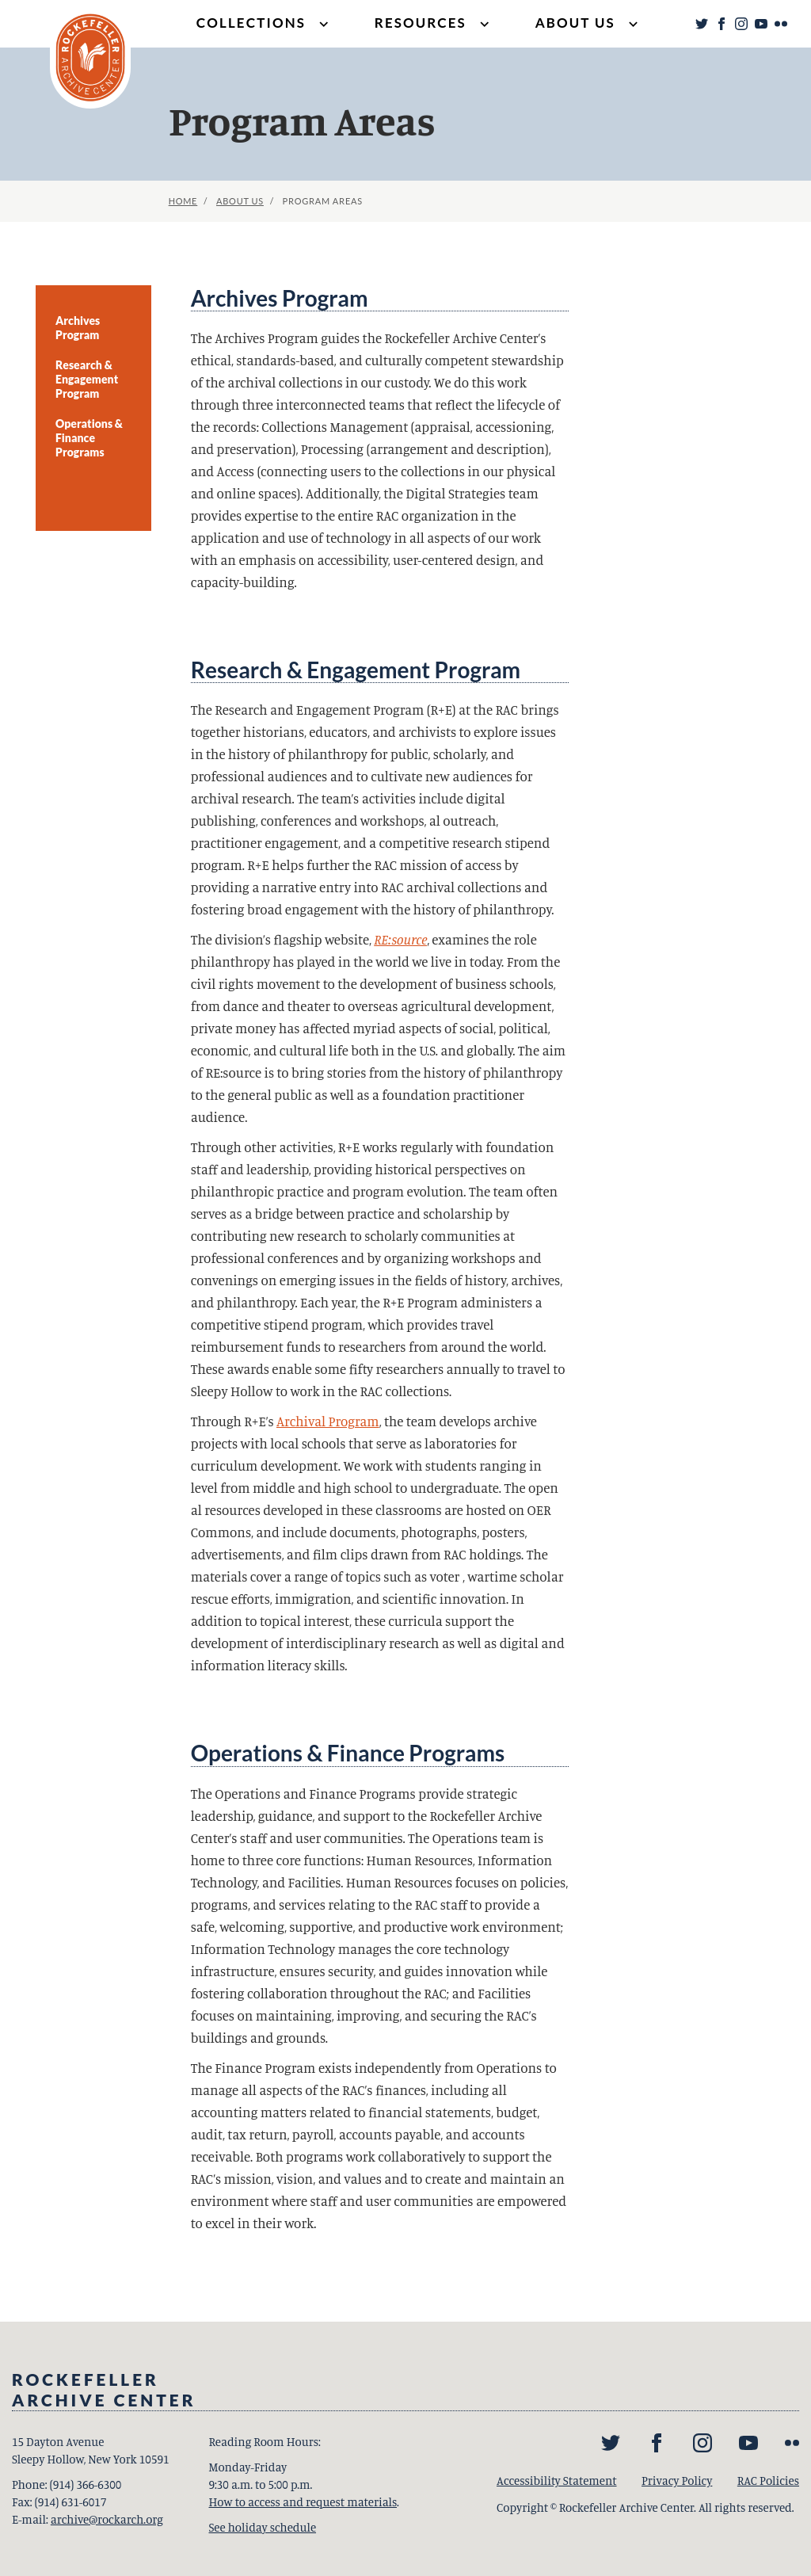 ROCKEFELLER
ARCHIVE CENTER
COLLECTIONS
RESOURCES
ABOUT US
Program Areas
HOME / ABOUT US / PROGRAM AREAS
Archives
Program
Research &
Engagement
Program
Operations &
Finance
Programs
Archives Program
The Archives Program guides the Rockefeller Archive Center's
ethical, standards-based, and culturally competent stewardship
of the archival collections in our custody. We do this work
through three interconnected teams that reflect the lifecycle of
the records: Collections Management (appraisal, accessioning,
and preservation), Processing (arrangement and description),
and Access (connecting users to the collections in our physical
and online spaces). Additionally, the Digital Strategies team
provides expertise to the entire RAC organization in the
application and use of technology in all aspects of our work
with an emphasis on accessibility, user-centered design, and
capacity-building.
Research & Engagement Program
The Research and Engagement Program (R+E) at the RAC brings
together historians, educators, and archivists to explore issues
in the history of philanthropy for public, scholarly, and
professional audiences and to cultivate new audiences for
archival research. The team's activities include digital
publishing, conferences and workshops, al outreach,
practitioner engagement, and a competitive research stipend
program. R+E helps further the RAC mission of access by
providing a narrative entry into RAC archival collections and
fostering broad engagement with the history of philanthropy.
The division's flagship website, RE:source, examines the role
philanthropy has played in the world we live in today. From the
civil rights movement to the development of business schools,
from dance and theater to overseas agricultural development,
private money has affected myriad aspects of social, political,
economic, and cultural life both in the U.S. and globally. The aim
of RE:source is to bring stories from the history of philanthropy
to the general public as well as a foundation practitioner
audience.
Through other activities, R+E works regularly with foundation
staff and leadership, providing historical perspectives on
philanthropic practice and program evolution. The team often
serves as a bridge between practice and scholarship by
contributing new research to scholarly communities at
professional conferences and by organizing workshops and
convenings on emerging issues in the fields of history, archives,
and philanthropy. Each year, the R+E Program administers a
competitive stipend program, which provides travel
reimbursement funds to researchers from around the world.
These awards enable some fifty researchers annually to travel to
Sleepy Hollow to work in the RAC collections.
Through R+E's Archival Program, the team develops archive
projects with local schools that serve as laboratories for
curriculum development. We work with students ranging in
level from middle and high school to undergraduate. The open
al resources developed in these classrooms are hosted on OER
Commons, and include documents, photographs, posters,
advertisements, and film clips drawn from RAC holdings. The
materials cover a range of topics such as voter , wartime scholar
rescue efforts, immigration, and scientific innovation. In
addition to topical interest, these curricula support the
development of interdisciplinary research as well as digital and
information literacy skills.
Operations & Finance Programs
The Operations and Finance Programs provide strategic
leadership, guidance, and support to the Rockefeller Archive
Center's staff and user communities. The Operations team is
home to three core functions: Human Resources, Information
Technology, and Facilities. Human Resources focuses on policies,
programs, and services relating to the RAC staff to provide a
safe, welcoming, supportive, and productive work environment;
Information Technology manages the core technology
infrastructure, ensures security, and guides innovation while
fostering collaboration throughout the RAC; and Facilities
focuses on maintaining, improving, and securing the RAC's
buildings and grounds.
The Finance Program exists independently from Operations to
manage all aspects of the RAC's finances, including all
accounting matters related to financial statements, budget,
audit, tax return, payroll, accounts payable, and accounts
receivable. Both programs work collaboratively to support the
RAC's mission, vision, and values and to create and maintain an
environment where staff and user communities are empowered
to excel in their work.
ROCKEFELLER
ARCHIVE CENTER
15 Dayton Avenue
Sleepy Hollow, New York 10591
Phone: (914) 366-6300
Fax: (914) 631-6017
E-mail: archive@rockarch.org
Reading Room Hours:
Monday-Friday
9:30 a.m. to 5:00 p.m.
How to access and request materials.
See holiday schedule
Accessibility Statement
Privacy Policy
RAC Policies
Copyright © Rockefeller Archive Center. All rights reserved.